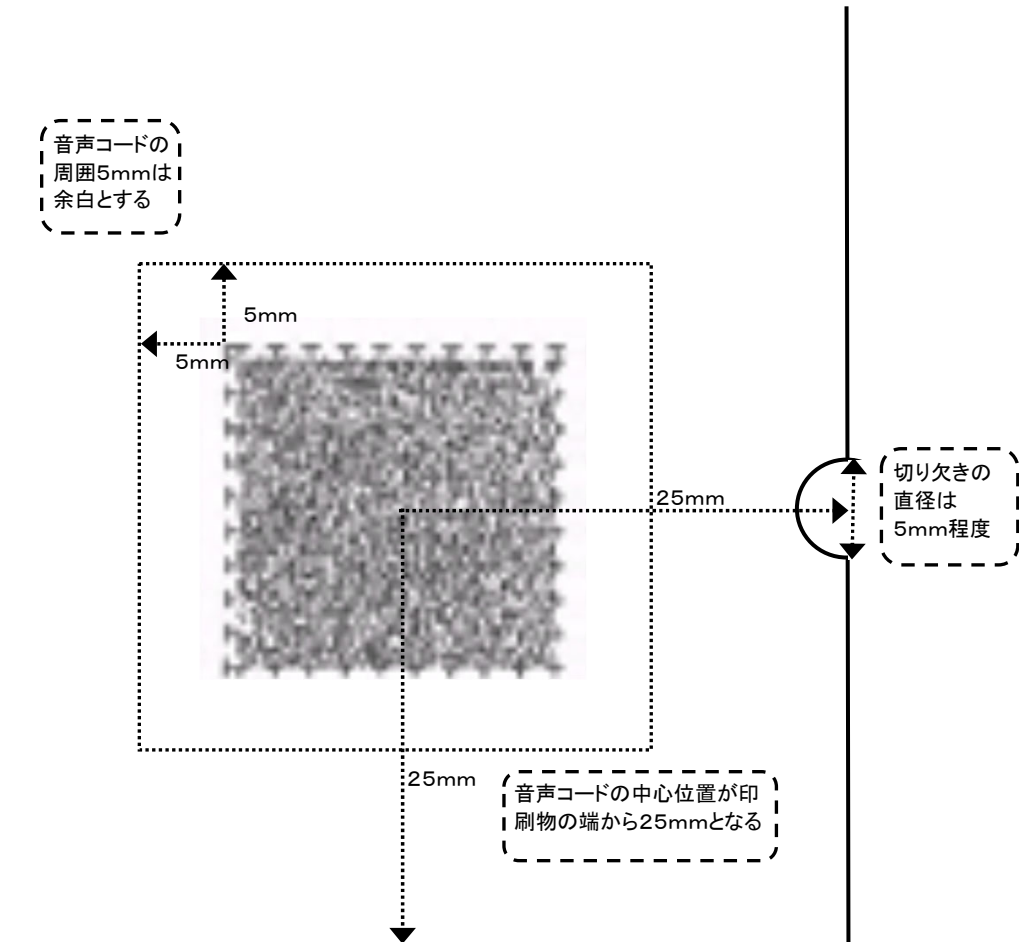 音声コードの
周囲5mmは
余白とする
5mm
5mm
25mm
切り欠きの
直径は
5mm程度
25mm
音声コードの中心位置が印
刷物の端から25mmとなる